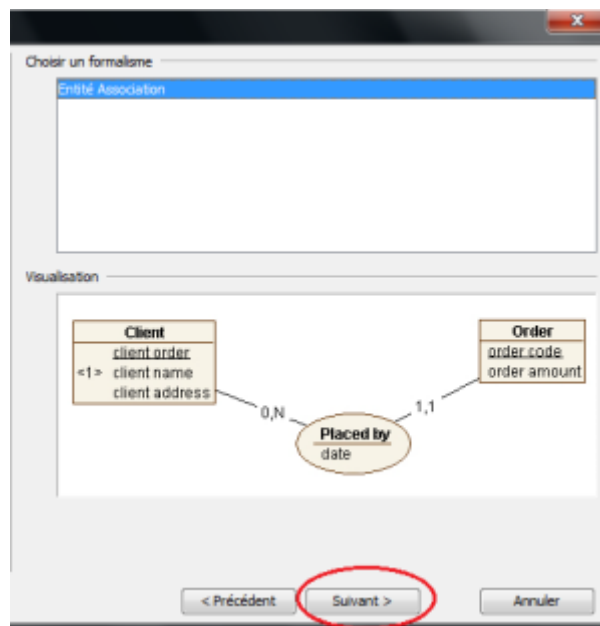 Choisir un formalisme
Entité Association
Visualisation
Client
client order
<1> client name
client address
Order
order code
order amount
0,N
1,1
Placed by
date
< Précédent
Suivant >
Annuler